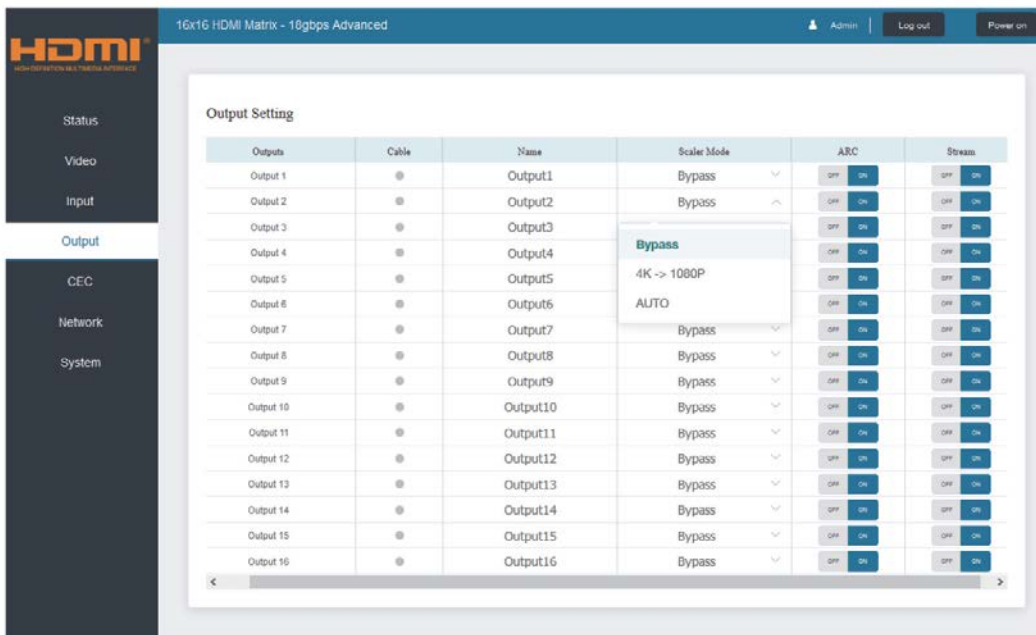 16x16 HDMI Matrix - 18gbps Advanced
Admin
Log out
Power on
HDMI®
HIGH-DEFINITION MULTIMEDIA INTERFACE
Status
Video
Input
Output
CEC
Network
System
Output Setting
Outputs Cable Name Scaler Mode ARC Stream
Output 1 Output1 Bypass OFF ON OFF ON
Output 2 Output2 Bypass OFF ON OFF ON
Output 3 Output3 OFF ON OFF ON
Output 4 Output4 OFF ON OFF ON
Output 5 Output5 OFF ON OFF ON
Output 6 Output6 OFF ON OFF ON
Bypass
4K -> 1080P
AUTO
Output 7 Output7 Bypass OFF ON OFF ON
Output 8 Output8 Bypass OFF ON OFF ON
Output 9 Output9 Bypass OFF ON OFF ON
Output 10 Output10 Bypass OFF ON OFF ON
Output 11 Output11 Bypass OFF ON OFF ON
Output 12 Output12 Bypass OFF ON OFF ON
Output 13 Output13 Bypass OFF ON OFF ON
Output 14 Output14 Bypass OFF ON OFF ON
Output 15 Output15 Bypass OFF ON OFF ON
Output 16 Output16 Bypass OFF ON OFF ON